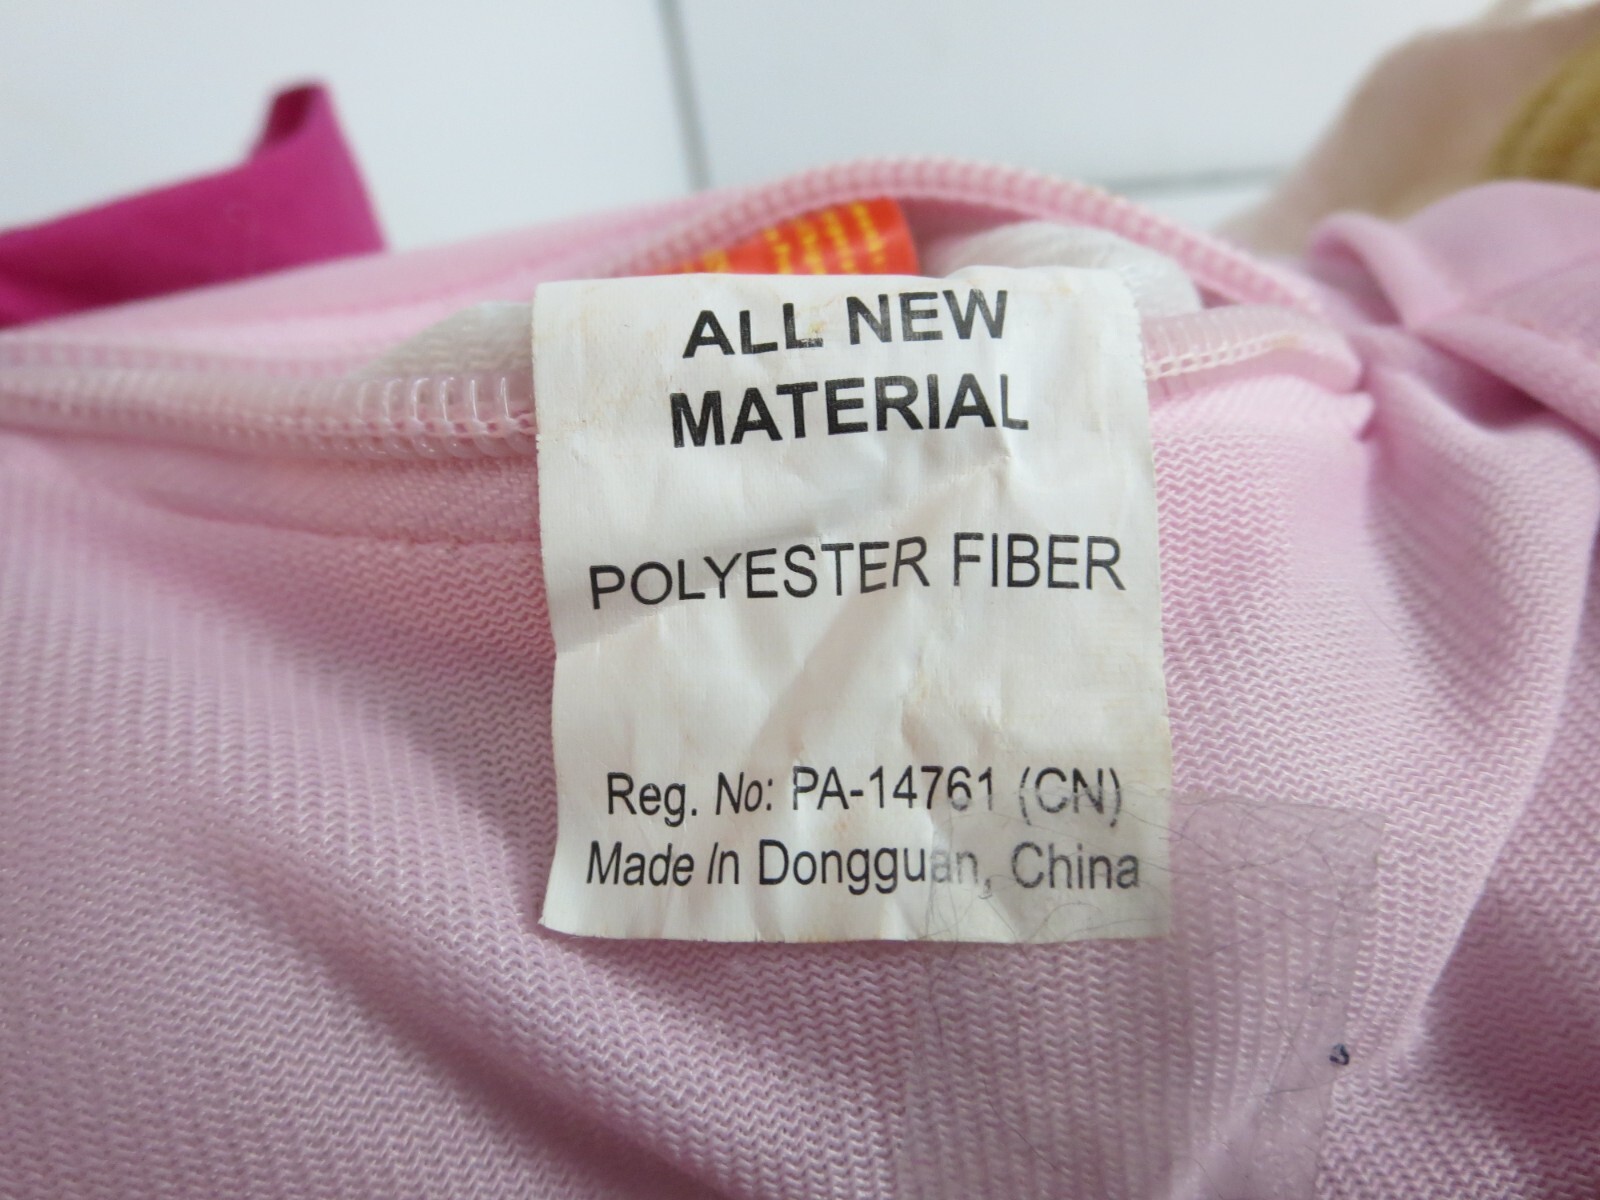 ALL NEW
MATERIAL
POLYESTER FIBER
Reg. No: PA-14761 (CN)
Made In Dongguan, China